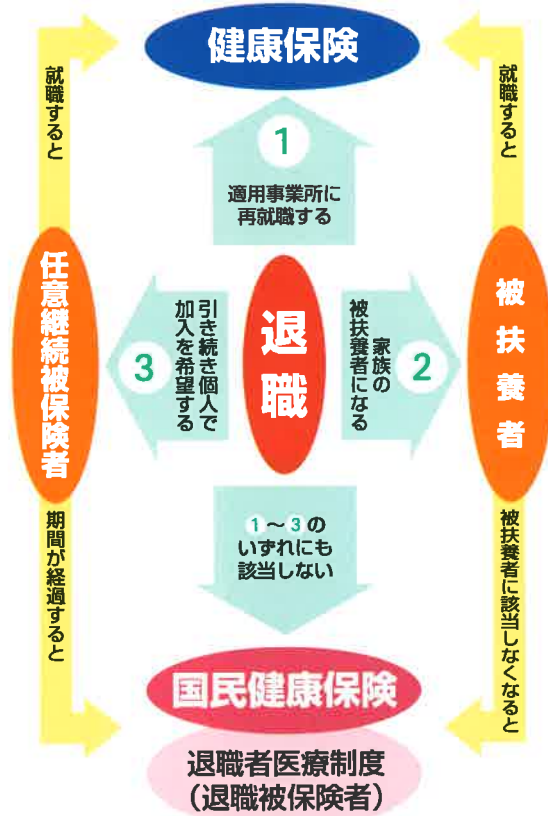 健康保険
就職すると
就職すると
1
適用事業所に
再就職する
任意継続被保険者
3
引き続き個人で
加入を希望する
退職
家族の
被扶養者になる
2
被扶養者
1～3の
いずれにも
該当しない
期間が経過すると
被扶養者に該当しなくなると
国民健康保険
退職者医療制度
（退職被保険者）